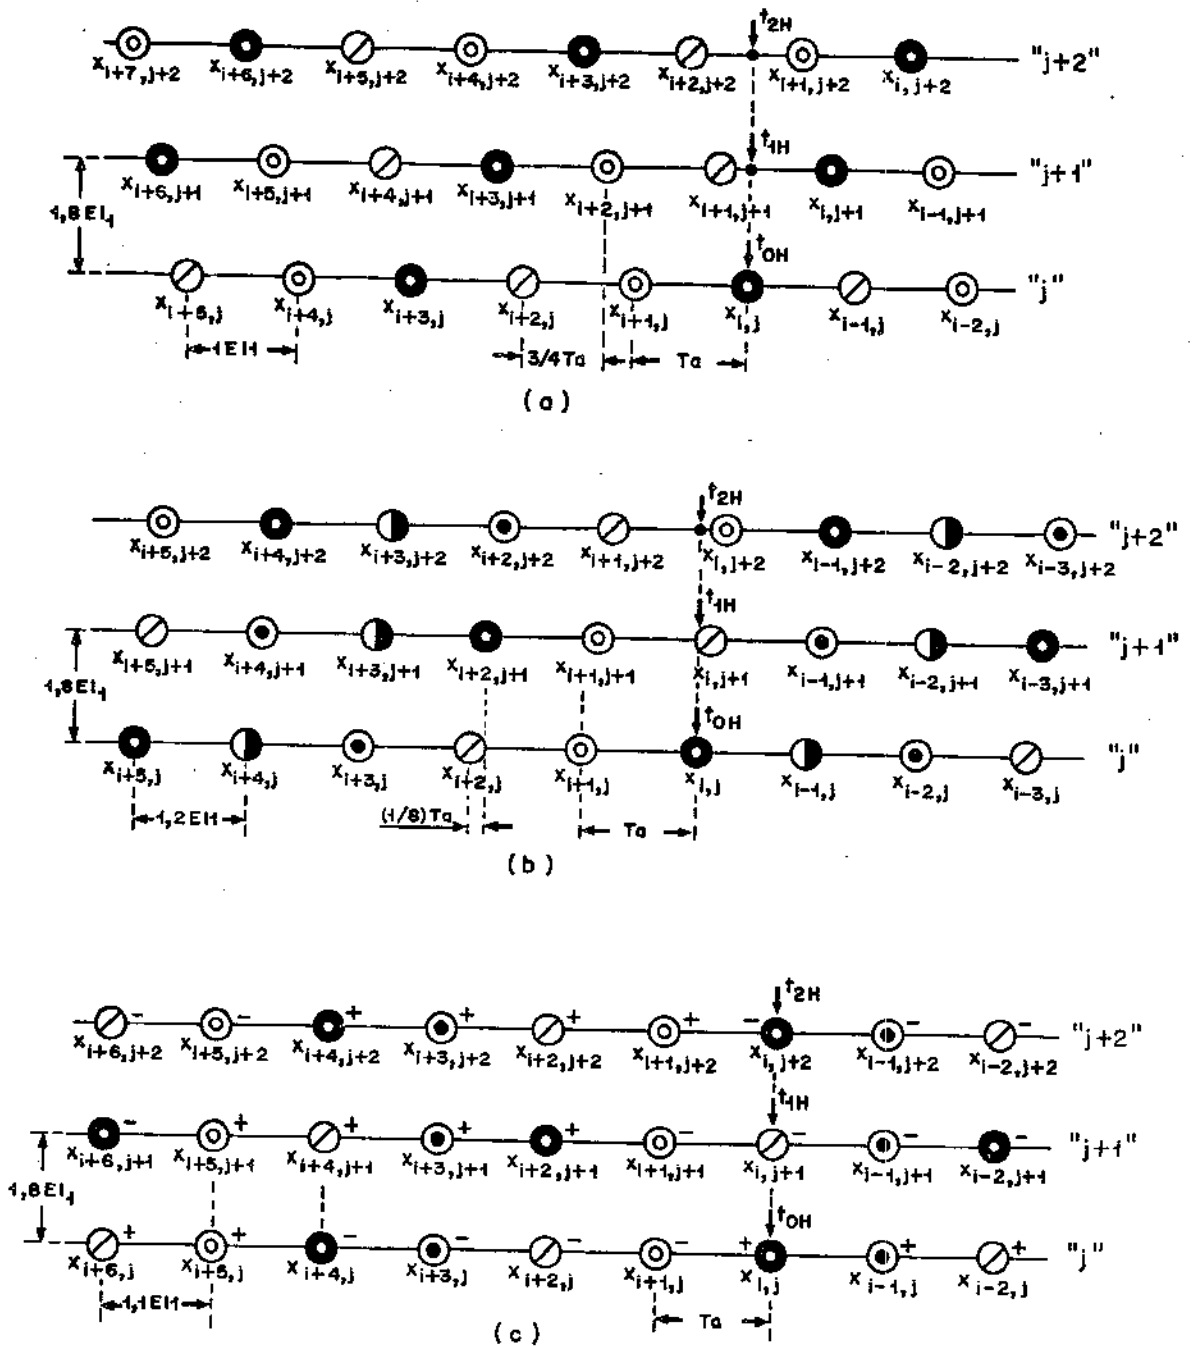 t2H
"j+2"
xi+7,j+2 xi+6,j+2 xi+5,j+2 xi+4,j+2 xi+3,j+2 xi+2,j+2 xi+1,j+2 xi,j+2
t1H
"j+1"
xi+6,j+1 xi+5,j+1 xi+4,j+1 xi+3,j+1 xi+2,j+1 xi+1,j+1 xi,j+1 xi-1,j+1
1,8El1
t0H
"j"
xi+5,j xi+4,j xi+3,j xi+2,j xi+1,j xi,j xi-1,j xi-2,j
1El1 3/4Ta Ta
(a)
t2H
"j+2"
xi+5,j+2 xi+4,j+2 xi+3,j+2 xi+2,j+2 xi+1,j+2 xi,j+2 xi-1,j+2 xi-2,j+2 xi-3,j+2
t1H
"j+1"
xi+5,j+1 xi+4,j+1 xi+3,j+1 xi+2,j+1 xi+1,j+1 xi,j+1 xi-1,j+1 xi-2,j+1 xi-3,j+1
1,8El1
t0H
"j"
xi+5,j xi+4,j xi+3,j xi+2,j xi+1,j xi,j xi-1,j xi-2,j xi-3,j
1,2El1 (1/8)Ta Ta
(b)
t2H
- - + + + + - - -
"j+2"
xi+6,j+2 xi+5,j+2 xi+4,j+2 xi+3,j+2 xi+2,j+2 xi+1,j+2 xi,j+2 xi-1,j+2 xi-2,j+2
t1H
- + + + + - - - -
"j+1"
xi+6,j+1 xi+5,j+1 xi+4,j+1 xi+3,j+1 xi+2,j+1 xi+1,j+1 xi,j+1 xi-1,j+1 xi-2,j+1
1,8El1
t0H
+ + - - - - + + +
"j"
xi+6,j xi+5,j xi+4,j xi+3,j xi+2,j xi+1,j xi,j xi-1,j xi-2,j
1,1El1 Ta
(c)